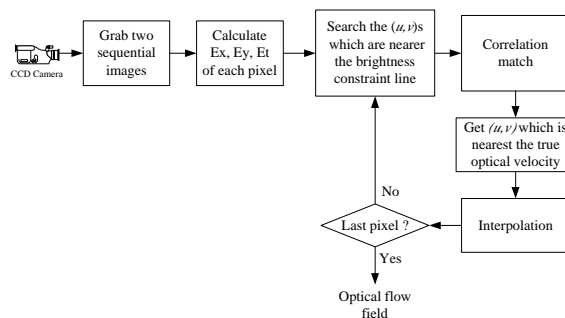 CCD Camera
Grab two
sequential
images
Calculate
Ex, Ey, Et
of each pixel
Search the (u,v)s
which are nearer
the brightness
constraint line
Correlation
match
Get (u,v) which is
nearest the true
optical velocity
Interpolation
Last pixel ?
No
Yes
Optical flow
field